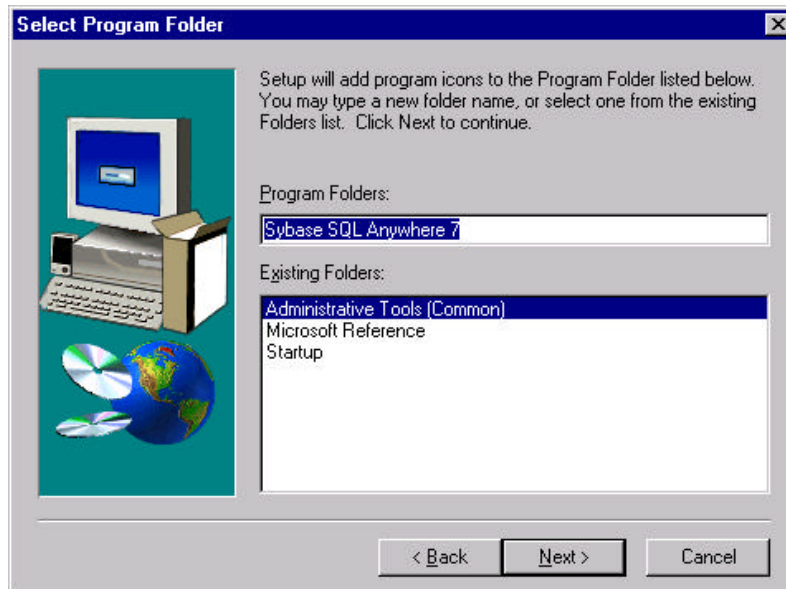 Select Program Folder
Setup will add program icons to the Program Folder listed below.
You may type a new folder name, or select one from the existing
Folders list. Click Next to continue.
Program Folders:
Sybase SQL Anywhere 7
Existing Folders:
Administrative Tools (Common)
Microsoft Reference
Startup
< Back
Next >
Cancel